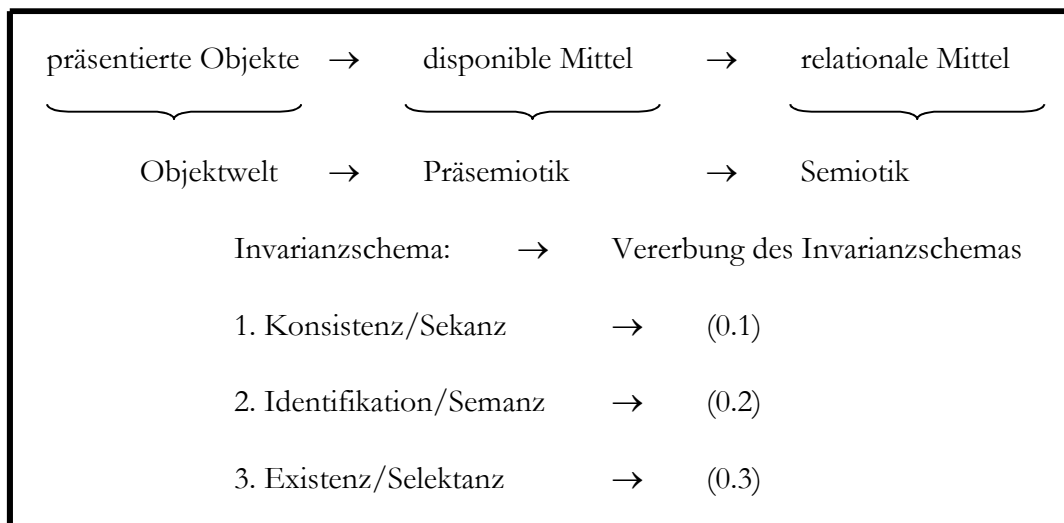 präsentierte Objekte → disponible Mittel → relationale Mittel
Objektwelt → Präsemiotik → Semiotik
Invarianzschema: → Vererbung des Invarianzschemas
1. Konsistenz/Sekanz → (0.1)
2. Identifikation/Semanz → (0.2)
3. Existenz/Selektanz → (0.3)